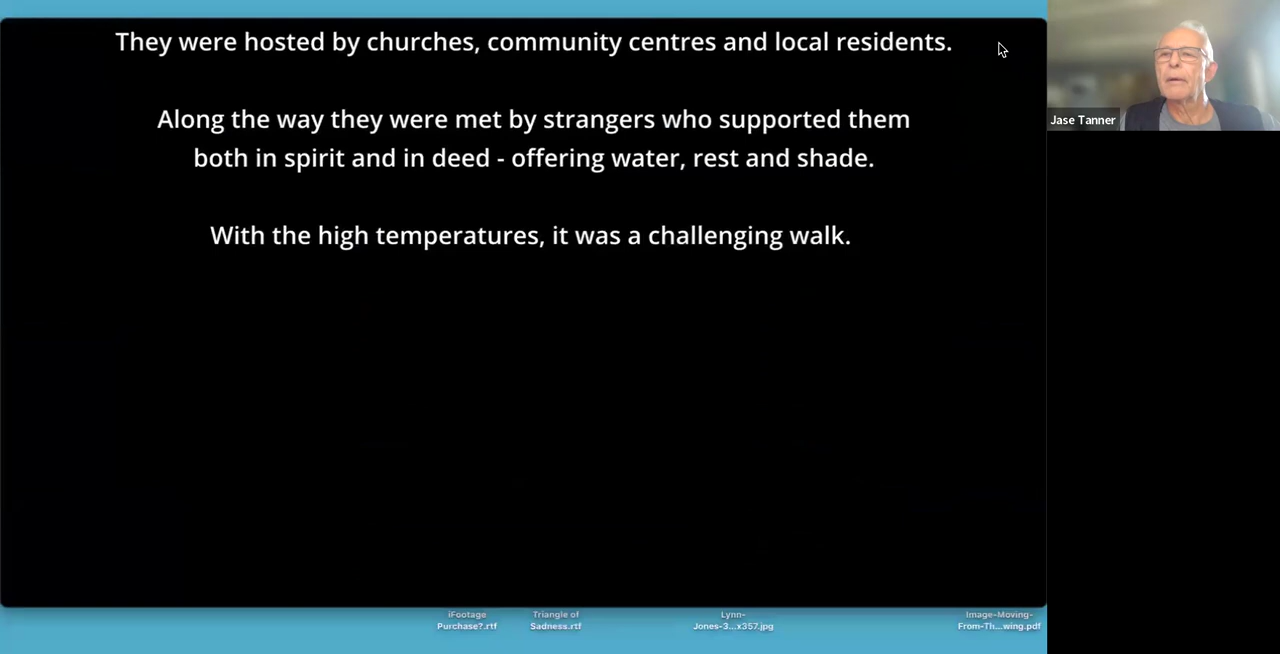 They were hosted by churches, community centres and local residents.
Along the way they were met by strangers who supported them
both in spirit and in deed - offering water, rest and shade.
With the high temperatures, it was a challenging walk.
Jase Tanner
iFootage
Purchase?.rtf
Triangle of
Sadness.rtf
Lynn-
Jones-3...x357.jpg
Image-Moving-
From-Th...wing.pdf